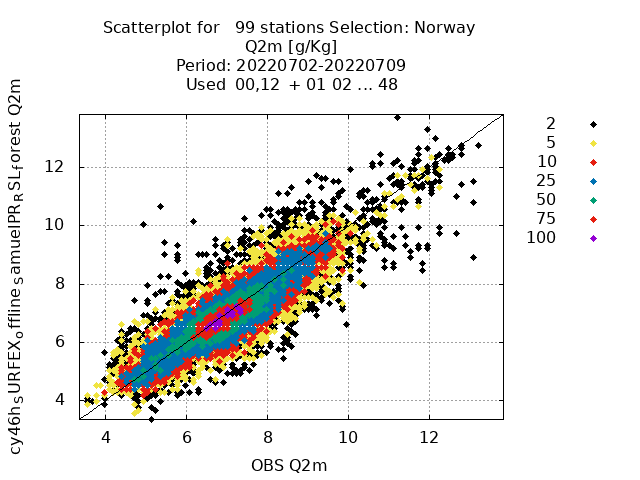 Scatterplot for   99 stations Selection: Norway
Q2m [g/Kg]
Period: 20220702-20220709
Used  00,12  + 01 02 ... 48
cy46h_SURFEX_offline_SamuelPR_RSL_Forest Q2m
12
10
8
6
4
4 6 8 10 12
OBS Q2m
2
5
10
25
50
75
100